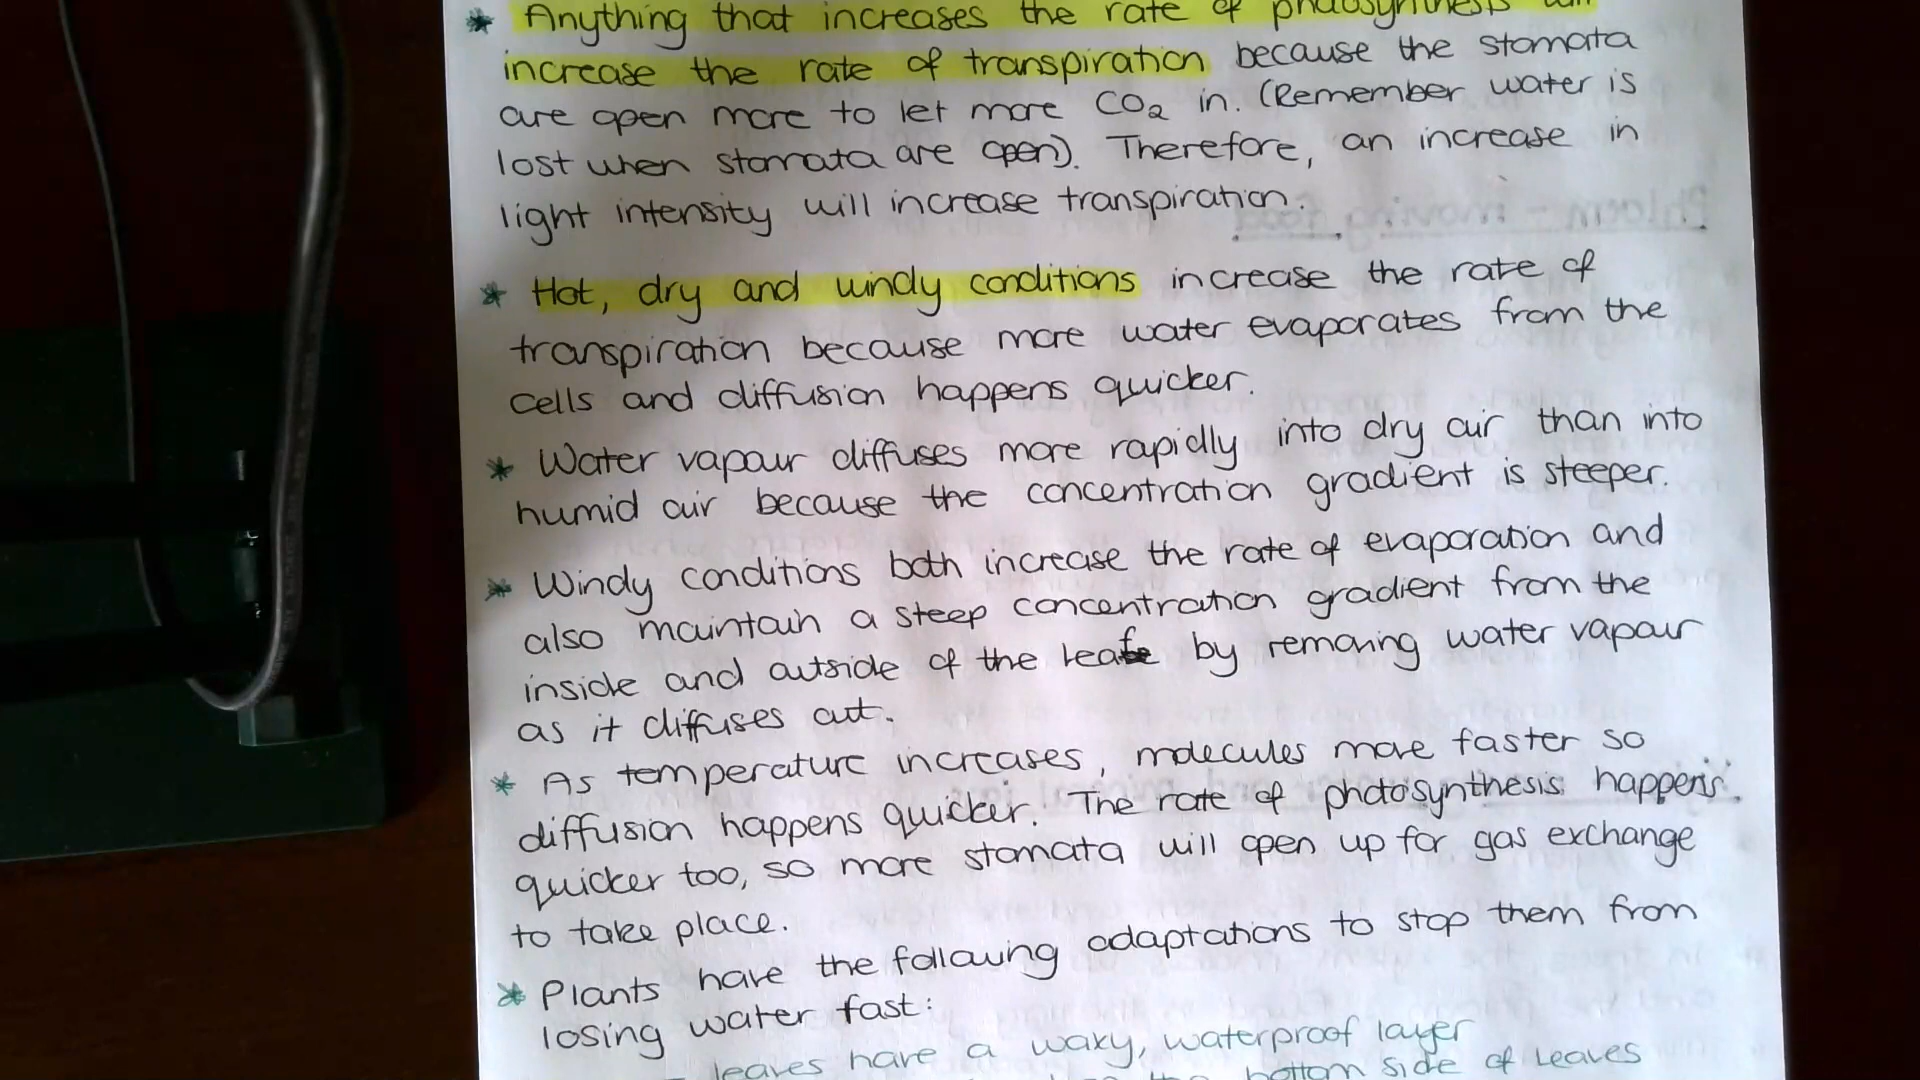 * Anything that increases the rate of photosynthesis will
increase the rate of transpiration because the stomata
are open more to let more CO₂ in. (Remember water is
lost when stomata are open). Therefore, an increase in
light intensity will increase transpiration.
* Hot, dry and windy conditions increase the rate of
transpiration because more water evaporates from the
cells and diffusion happens quicker.
* Water vapour diffuses more rapidly into dry air than into
humid air because the concentration gradient is steeper.
* Windy conditions both increase the rate of evaporation and
also maintain a steep concentration gradient from the
inside and outside of the leaf by removing water vapour
as it diffuses out.
* As temperature increases, molecules move faster so
diffusion happens quicker. The rate of photosynthesis happens
quicker too, so more stomata will open up for gas exchange
to take place.
* Plants have the following adaptations to stop them from
losing water fast:
- leaves have a waxy, waterproof layer
bottom side of leaves